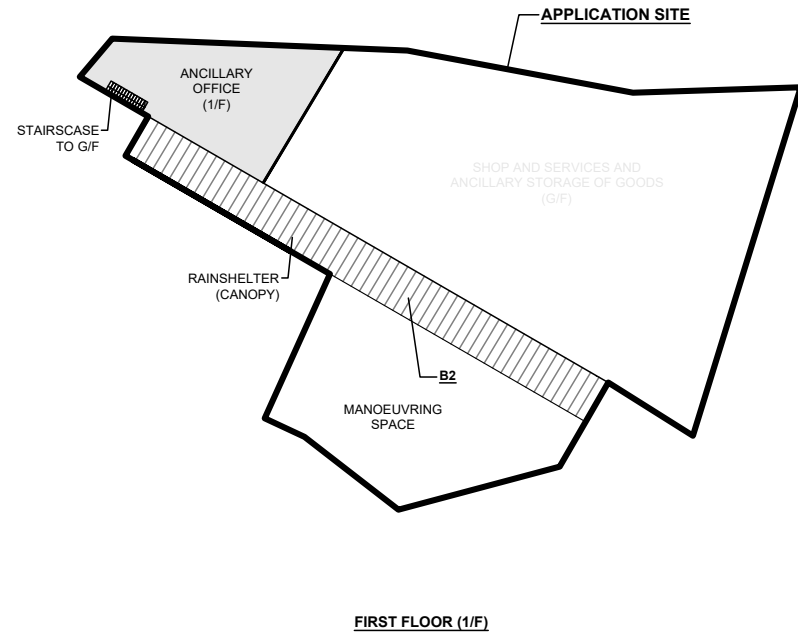 APPLICATION SITE
ANCILLARY
OFFICE
(1/F)
STAIRSCASE
TO G/F
SHOP AND SERVICES AND
ANCILLARY STORAGE OF GOODS
(G/F)
RAINSHELTER
(CANOPY)
B2
MANOEUVRING
SPACE
FIRST FLOOR (1/F)